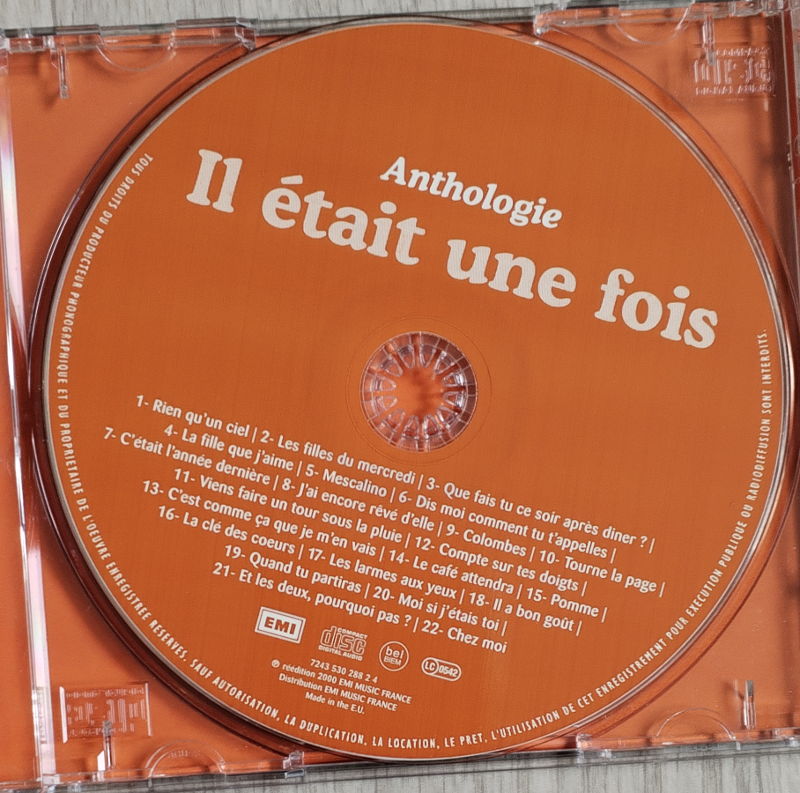 Anthologie
Il était une fois
1- Rien qu'un ciel | 2- Les filles du mercredi | 3- Que fais tu ce soir après dîner ? |
4- La fille que j'aime | 5- Mescalino | 6- Dis moi comment tu t'appelles |
7- C'était l'année dernière | 8- J'ai encore rêvé d'elle | 9- Colombes | 10- Tourne la page |
11- Viens faire un tour sous la pluie | 12- Compte sur tes doigts |
13- C'est comme ça que je m'en vais | 14- Le café attendra | 15- Pomme |
16- La clé des coeurs | 17- Les larmes aux yeux | 18- Il a bon goût |
19- Quand tu partiras | 20- Moi si j'étais toi |
21- Et les deux, pourquoi pas ? | 22- Chez moi
EMI
COMPACT
disc
DIGITAL AUDIO
bel
BIEM
LC 0542
7243 530 288 2 4
℗ réédition 2000 EMI MUSIC FRANCE
Distribution EMI MUSIC FRANCE
Made in the E.U.
TOUS DROITS DU PRODUCTEUR PHONOGRAPHIQUE ET DU PROPRIETAIRE DE L'OEUVRE ENREGISTREE RESERVES. SAUF AUTORISATION, LA DUPLICATION, LA LOCATION, LE PRET, L'UTILISATION DE CET ENREGISTREMENT POUR EXECUTION PUBLIQUE OU RADIODIFFUSION SONT INTERDITS.
COMPACT
disc
DIGITAL AUDIO